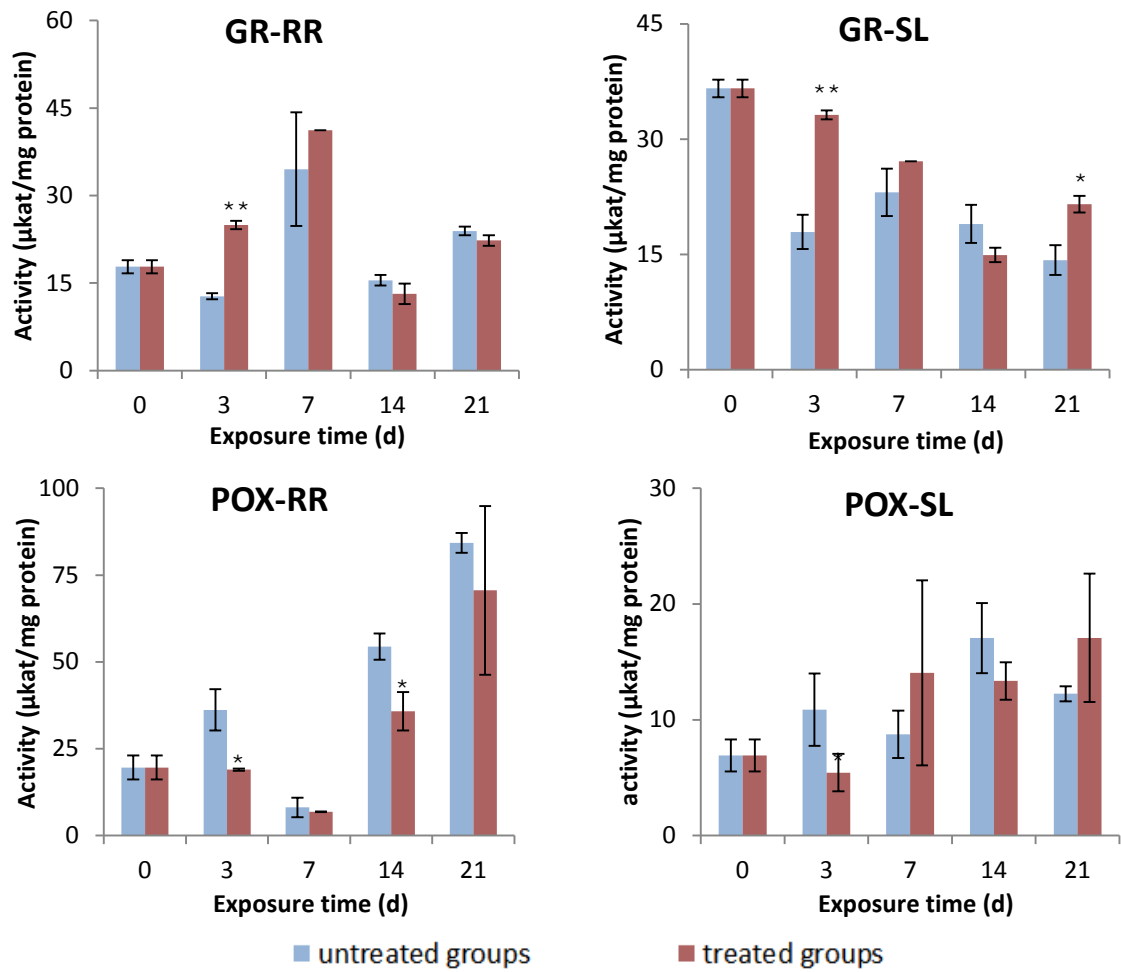 GR-RR
Activity (μkat/mg protein)
60
45
30
15
0
**
0 3 7 14 21
Exposure time (d)
GR-SL
Activity (μkat/mg protein)
45
30
15
0
**
*
0 3 7 14 21
Exposure time (d)
POX-RR
Activity (μkat/mg protein)
100
75
50
25
0
*
*
0 3 7 14 21
Exposure time (d)
POX-SL
activity (μkat/mg protein)
30
20
10
0
*
0 3 7 14 21
Exposure time (d)
untreated groups treated groups